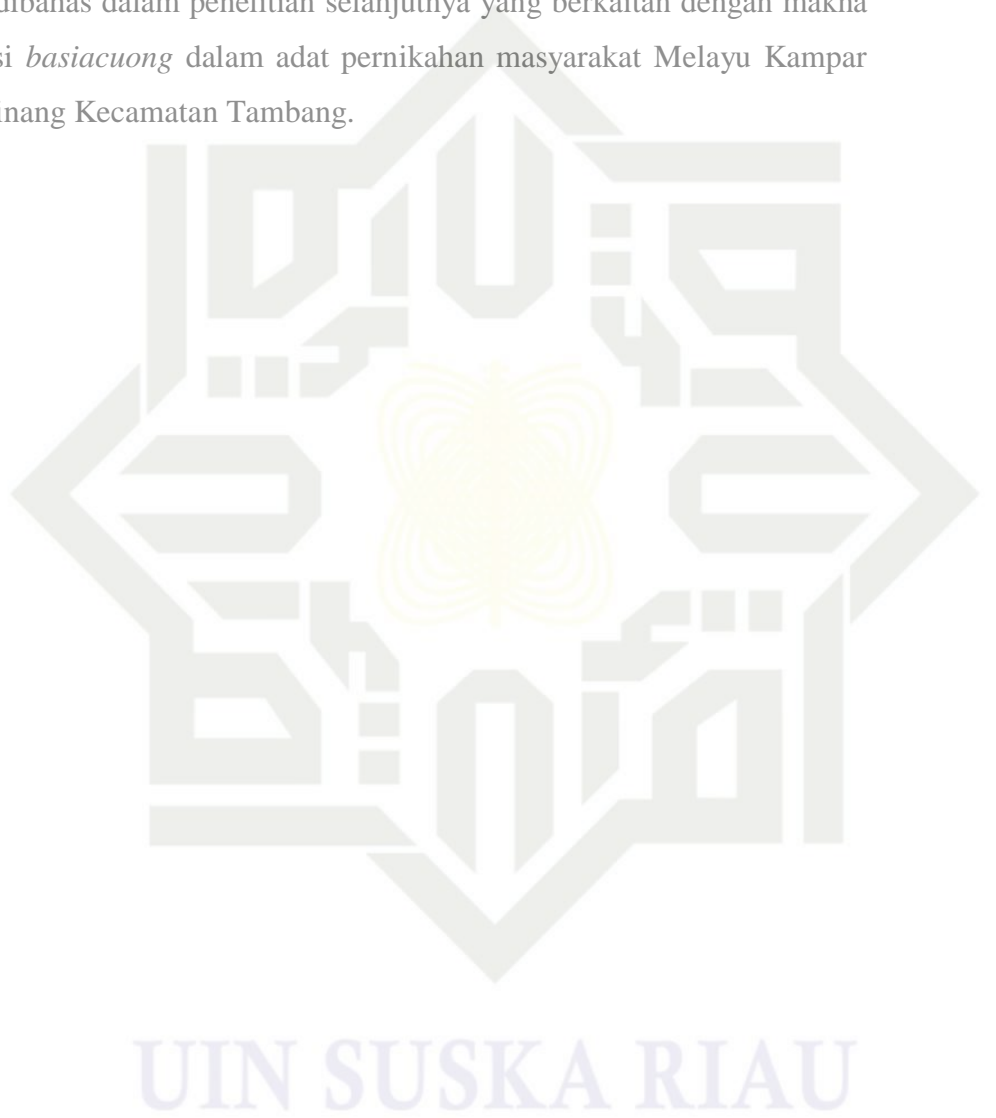 dibahas dalam penelitian selanjutnya yang berkaitan dengan makna
si basiacuong dalam adat pernikahan masyarakat Melayu Kampar
inang Kecamatan Tambang.
UIN SUSKA RIAU